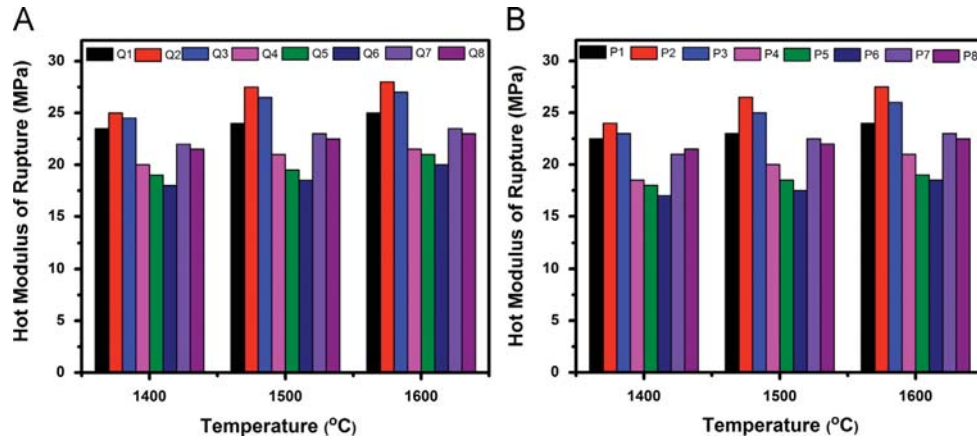 A
Q1 Q2 Q3 Q4 Q5 Q6 Q7 Q8
Hot Modulus of Rupture (MPa)
30
25
20
15
10
5
0
1400 1500 1600
Temperature (°C)
B
P1 P2 P3 P4 P5 P6 P7 P8
Hot Modulus of Rupture (MPa)
30
25
20
15
10
5
0
1400 1500 1600
Temperature (°C)